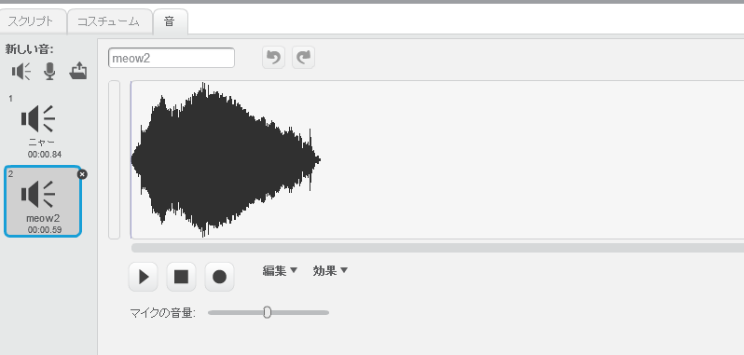 スクリプト コスチューム 音
新しい音:
meow2
1
ニャー
00:00.84
2
meow2
00:00.59
編集 効果
マイクの音量: